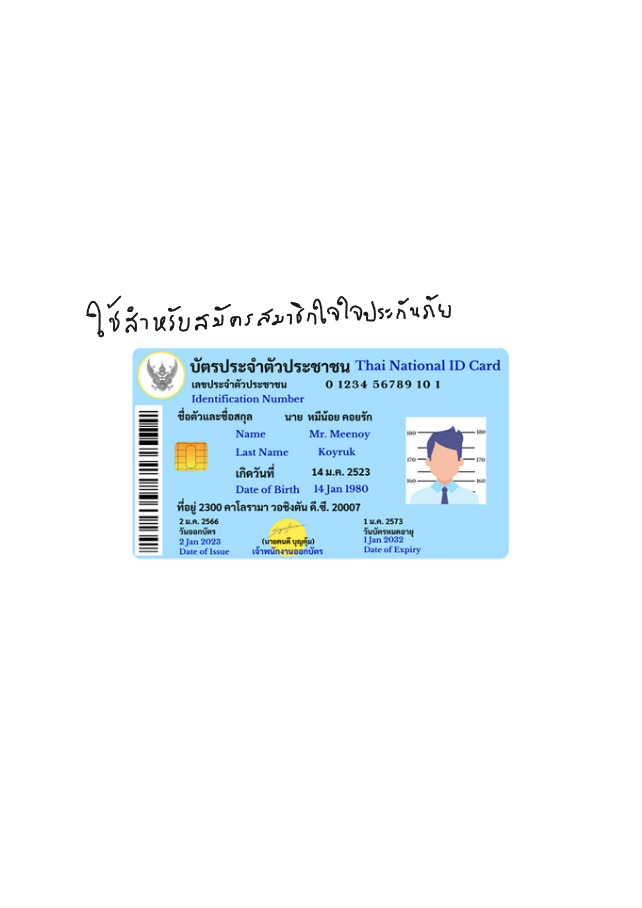 ใช้สำหรับสมัครสมาชิกใจใจประกันภัย
บัตรประจำตัวประชาชน Thai National ID Card
เลขประจำตัวประชาชน 0 1234 56789 10 1
Identification Number
ชื่อตัวและชื่อสกุล นาย หมีน้อย คอยรัก
Name Mr. Meenoy
Last Name Koyruk
เกิดวันที่ 14 ม.ค. 2523
Date of Birth 14 Jan 1980
ที่อยู่ 2300 คาโลรามา วอชิงตัน ดี.ซี. 20007
2 ม.ค. 2566
วันออกบัตร
2 Jan 2023
Date of Issue
(นายคนดี บุญคุ้ม)
เจ้าพนักงานออกบัตร
1 ม.ค. 2573
วันบัตรหมดอายุ
1 Jan 2032
Date of Expiry
180 180
170 170
160 160